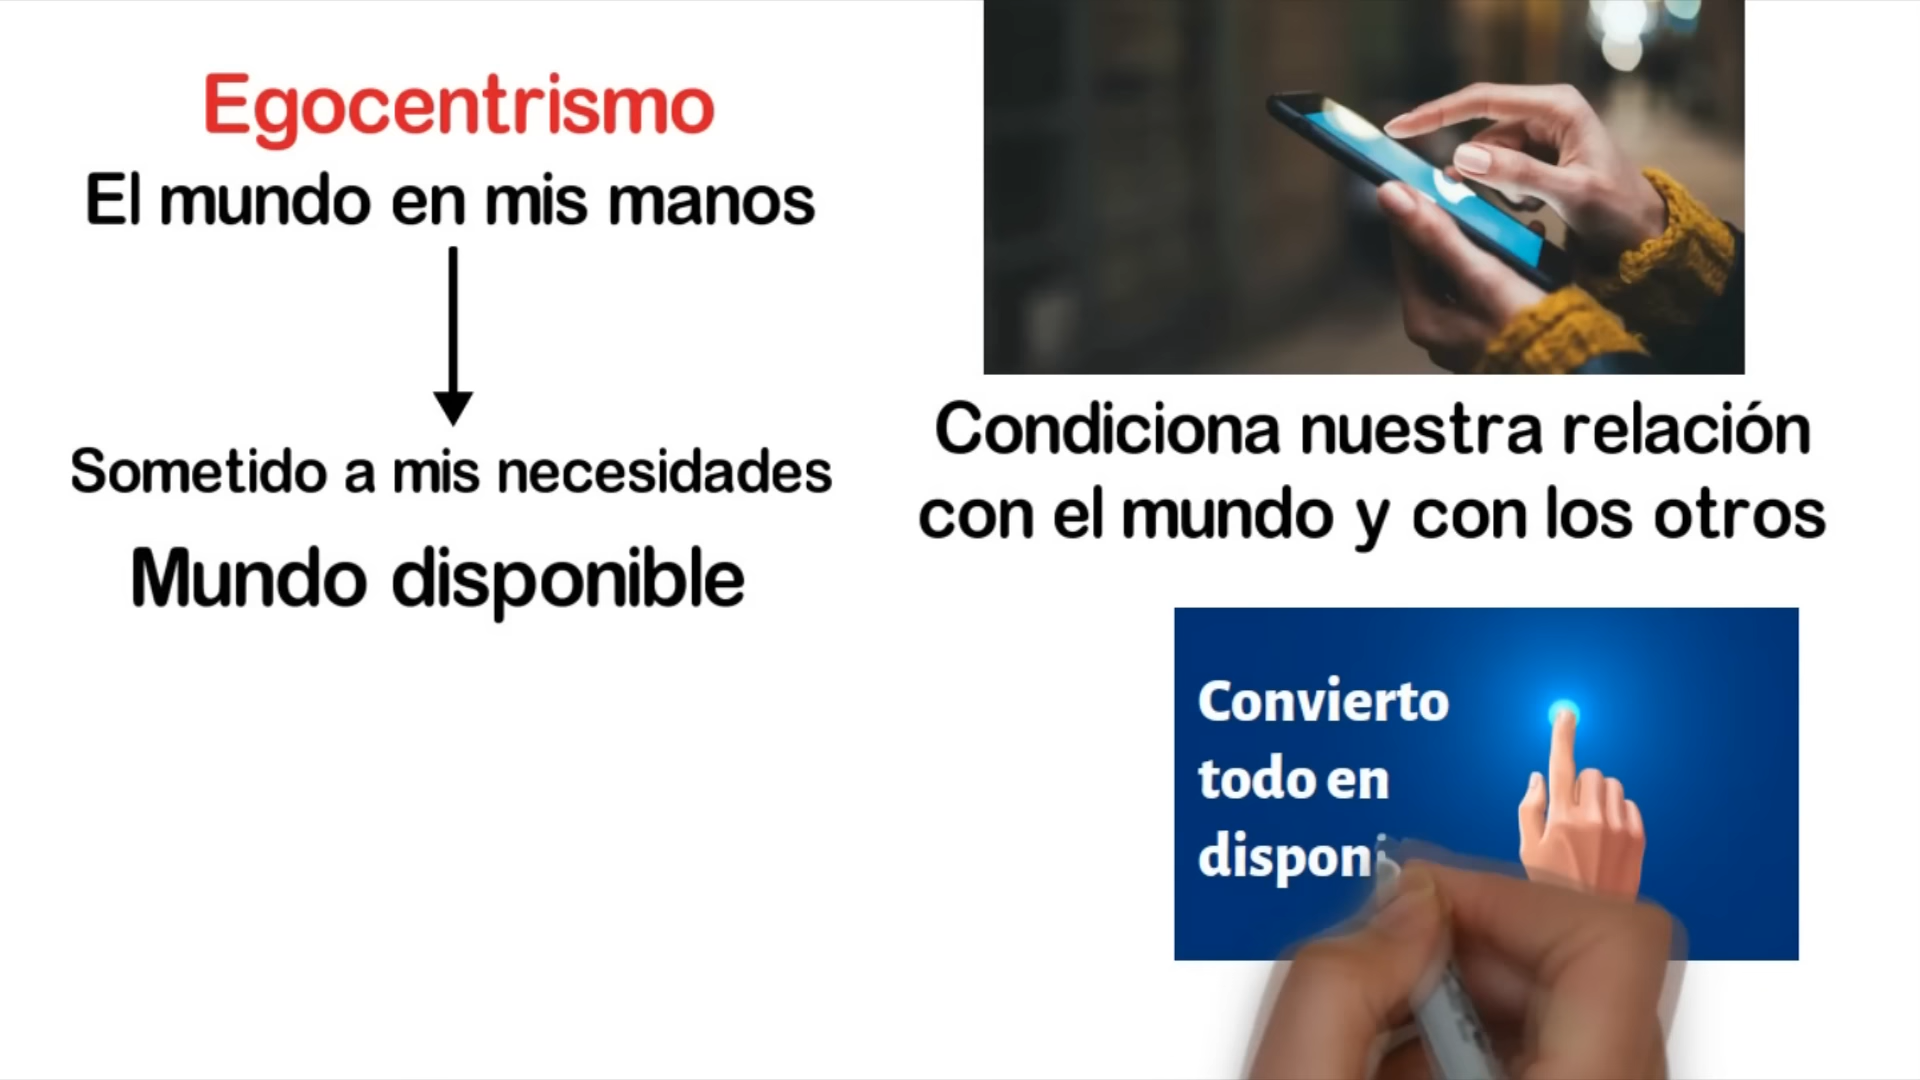 Egocentrismo
El mundo en mis manos
Sometido a mis necesidades
Mundo disponible
Condiciona nuestra relación
con el mundo y con los otros
Convierto
todo en
dispon